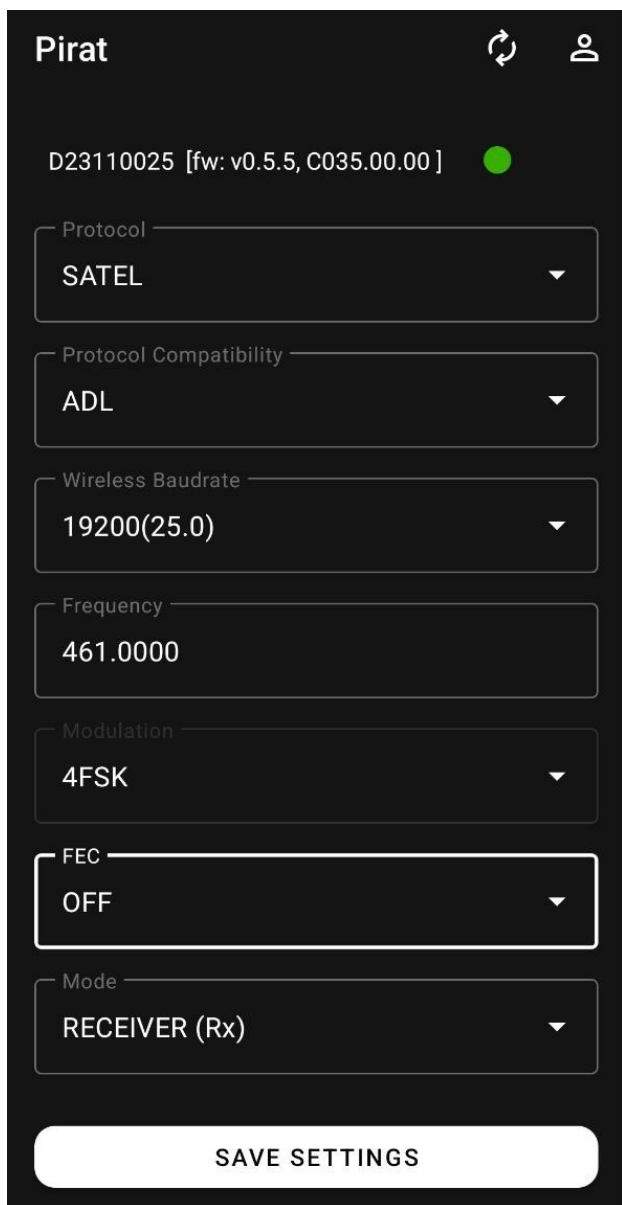 Pirat
D23110025 [fw: v0.5.5, C035.00.00 ]
Protocol
SATEL
Protocol Compatibility
ADL
Wireless Baudrate
19200(25.0)
Frequency
461.0000
Modulation
4FSK
FEC
OFF
Mode
RECEIVER (Rx)
SAVE SETTINGS